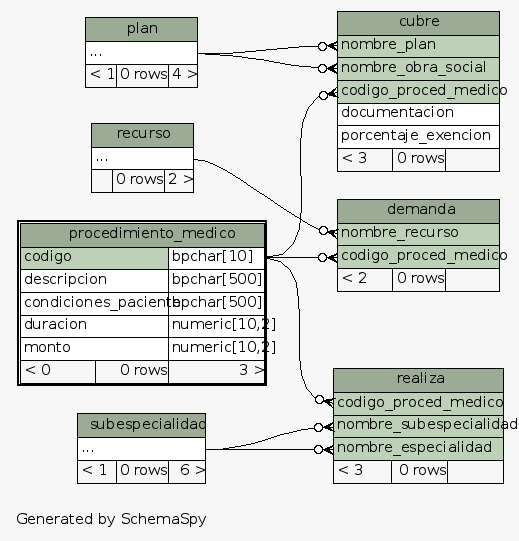 plan
...
< 1 0 rows 4 >
cubre
nombre_plan
nombre_obra_social
codigo_proced_medico
documentacion
porcentaje_exencion
< 3 0 rows
recurso
...
0 rows 2 >
demanda
nombre_recurso
codigo_proced_medico
< 2 0 rows
procedimiento_medico
codigo bpchar[10]
descripcion bpchar[500]
condiciones_paciente bpchar[500]
duracion numeric[10,2]
monto numeric[10,2]
< 0 0 rows 3 >
realiza
codigo_proced_medico
nombre_subespecialidad
nombre_especialidad
< 3 0 rows
subespecialidad
...
< 1 0 rows 6 >
Generated by SchemaSpy